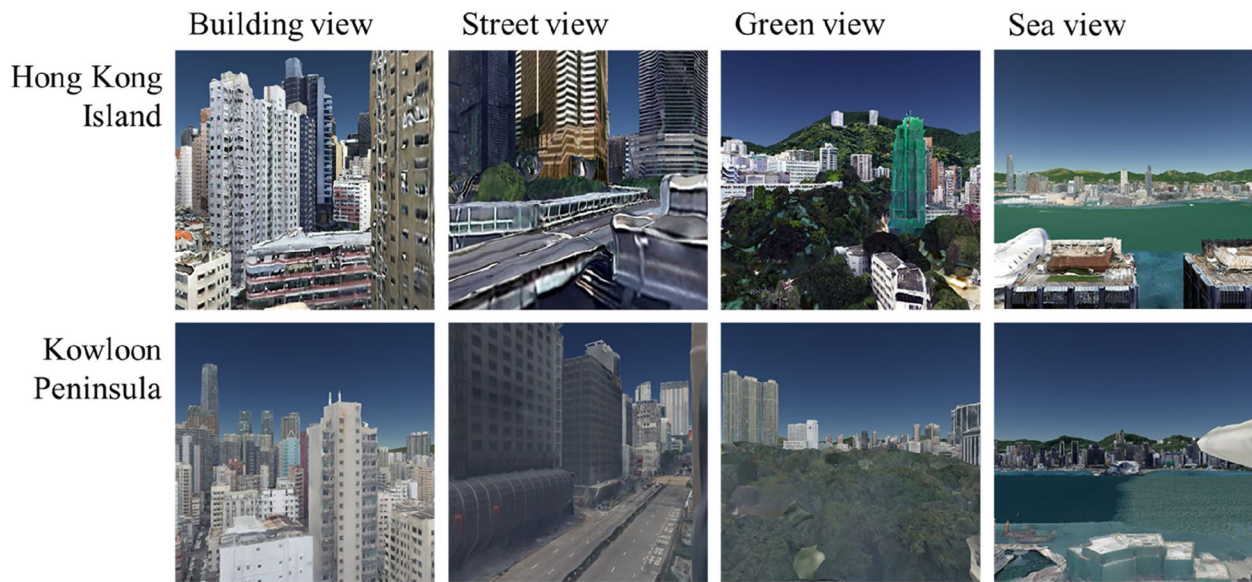 Building view
Street view
Green view
Sea view
Hong Kong
Island
Kowloon
Peninsula